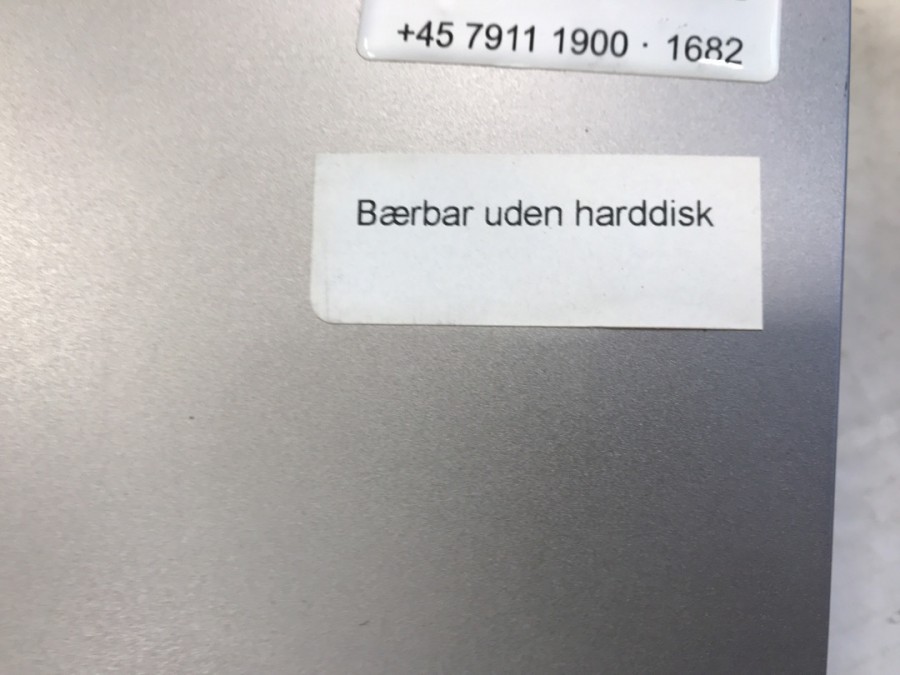 +45 7911 1900 · 1682
Bærbar uden harddisk